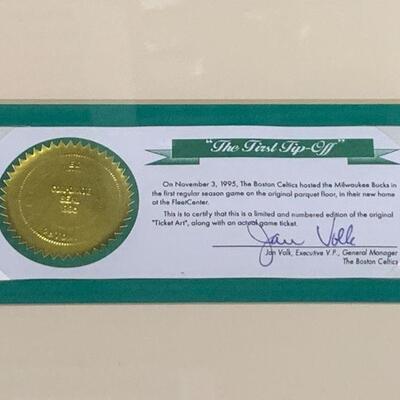 "The First Tip-Off"
On November 3, 1995, The Boston Celtics hosted the Milwaukee Bucks in
the first regular season game on the original parquet floor, in their new home at
the FleetCenter.
This is to certify that this is a limited and numbered edition of the original
"Ticket Art", along with an actual game ticket.
Jan Volk
Jan Volk, Executive V.P., General Manager
The Boston Celtics
CORPORATE
SEAL